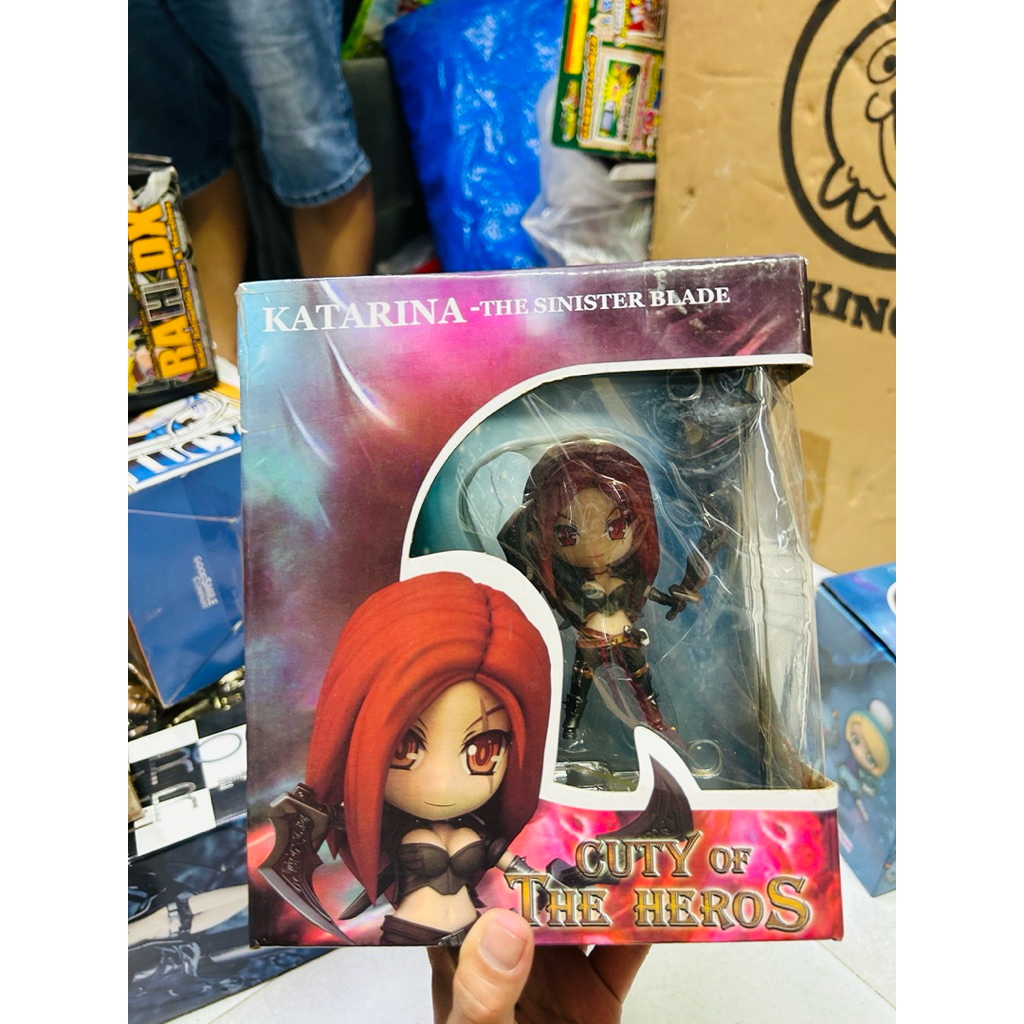 KATARINA -THE SINISTER BLADE
CUTY OF
THE HEROS
RAH.DX
KING